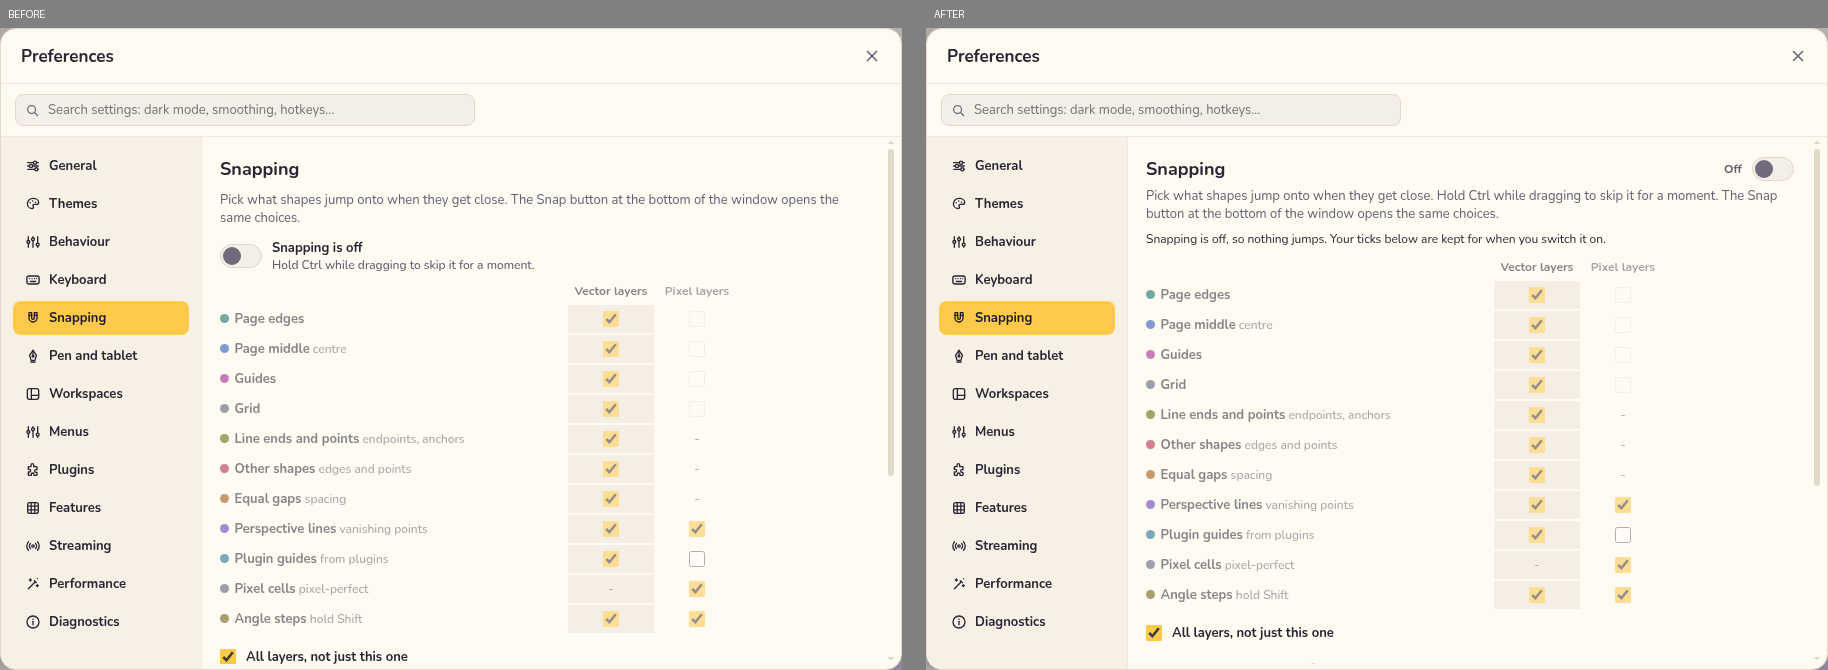 BEFORE
Preferences
Search settings: dark mode, smoothing, hotkeys...
General
Themes
Behaviour
Keyboard
Snapping
Pen and tablet
Workspaces
Menus
Plugins
Features
Streaming
Performance
Diagnostics
Snapping
Pick what shapes jump onto when they get close. The Snap button at the bottom of the window opens the
same choices.
Snapping is off
Hold Ctrl while dragging to skip it for a moment.
Vector layers Pixel layers
Page edges
Page middle centre
Guides
Grid
Line ends and points endpoints, anchors -
Other shapes edges and points -
Equal gaps spacing -
Perspective lines vanishing points
Plugin guides from plugins
Pixel cells pixel-perfect -
Angle steps hold Shift
All layers, not just this one
AFTER
Preferences
Search settings: dark mode, smoothing, hotkeys...
General
Themes
Behaviour
Keyboard
Snapping
Pen and tablet
Workspaces
Menus
Plugins
Features
Streaming
Performance
Diagnostics
Snapping
Off
Pick what shapes jump onto when they get close. Hold Ctrl while dragging to skip it for a moment. The Snap
button at the bottom of the window opens the same choices.
Snapping is off, so nothing jumps. Your ticks below are kept for when you switch it on.
Vector layers Pixel layers
Page edges
Page middle centre
Guides
Grid
Line ends and points endpoints, anchors -
Other shapes edges and points -
Equal gaps spacing -
Perspective lines vanishing points
Plugin guides from plugins
Pixel cells pixel-perfect -
Angle steps hold Shift
All layers, not just this one